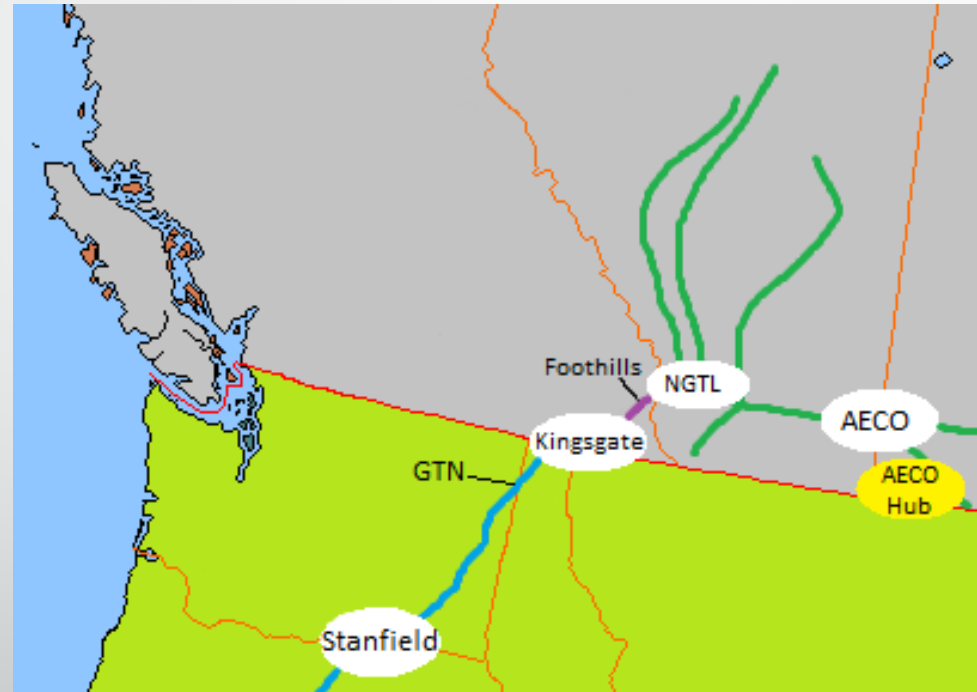 Foothills
NGTL
AECO
Kingsgate
GTN
AECO
Hub
Stanfield